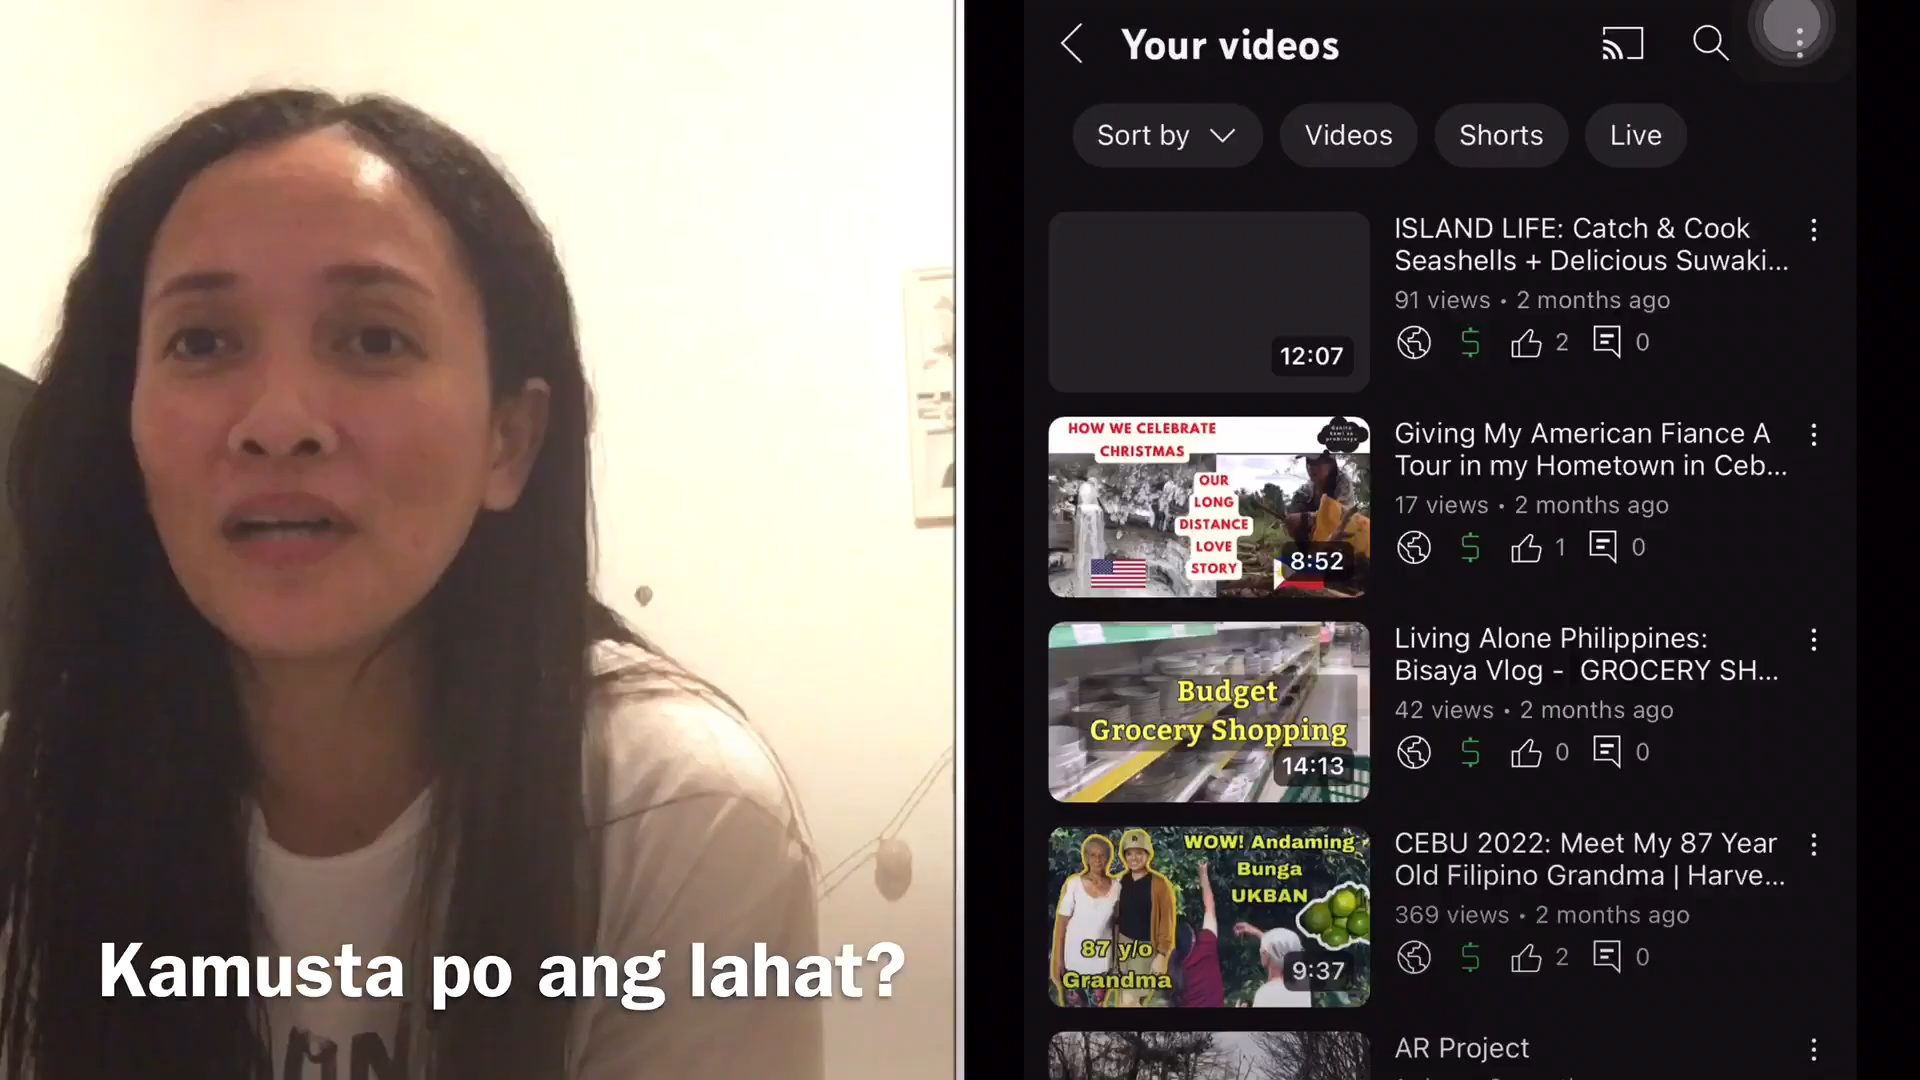 Kamusta po ang lahat?
Your videos
Sort by
Videos
Shorts
Live
12:07
ISLAND LIFE: Catch & Cook
Seashells + Delicious Suwaki...
91 views • 2 months ago
2
0
HOW WE CELEBRATE
CHRISTMAS
OUR
LONG
DISTANCE
LOVE
STORY
8:52
Giving My American Fiance A
Tour in my Hometown in Ceb...
17 views • 2 months ago
1
0
Budget
Grocery Shopping
14:13
Living Alone Philippines:
Bisaya Vlog - GROCERY SH...
42 views • 2 months ago
0
0
WOW! Andaming
Bunga
UKBAN
87 y/o
Grandma
9:37
CEBU 2022: Meet My 87 Year
Old Filipino Grandma | Harve...
369 views • 2 months ago
2
0
AR Project